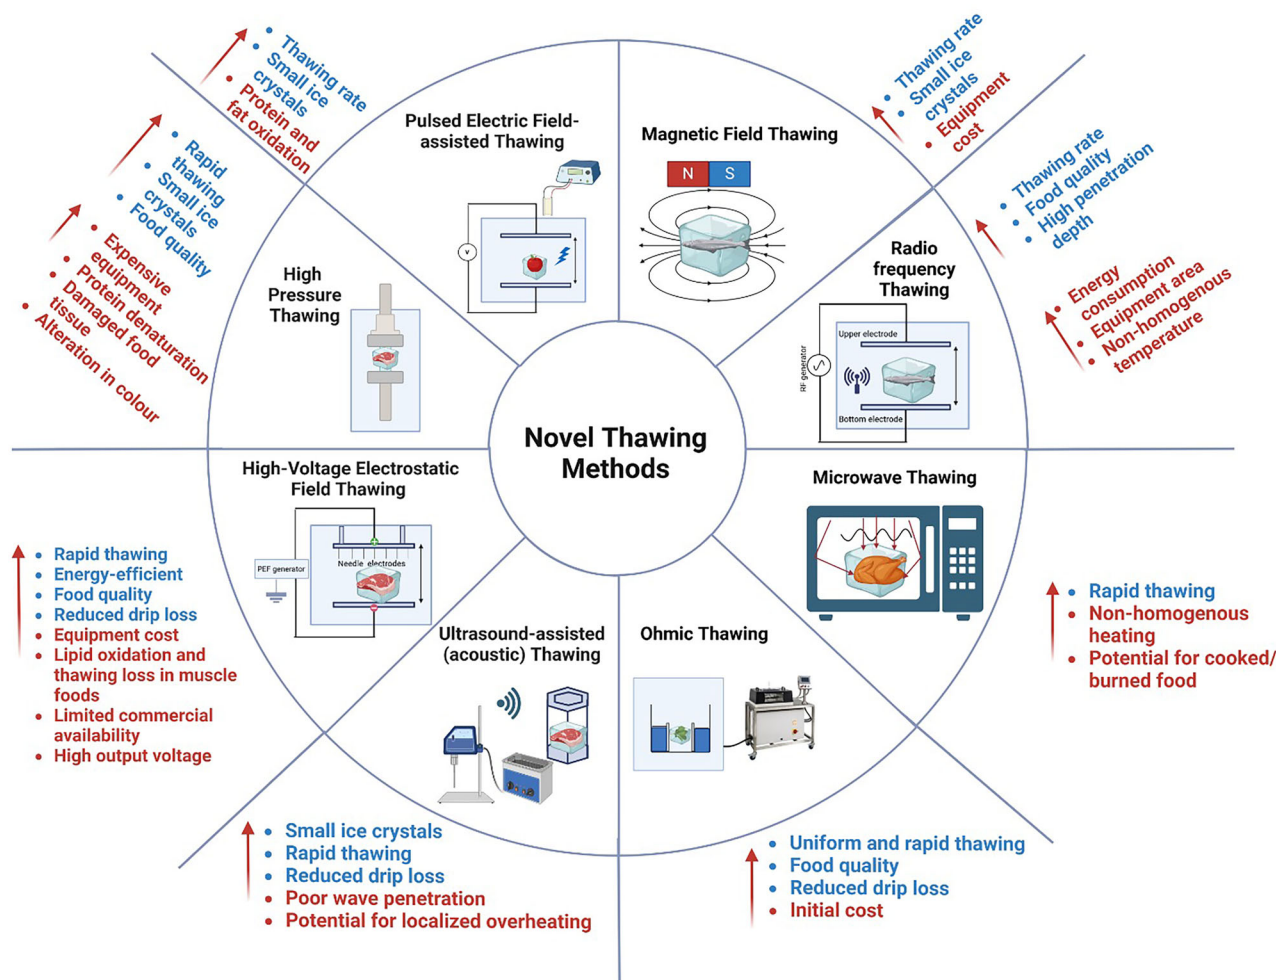 Novel Thawing
Methods
Pulsed Electric Field-
assisted Thawing
V
• Thawing rate
• Small ice
crystals
• Protein and
fat oxidation
Magnetic Field Thawing
N
S
• Thawing rate
• Small ice
crystals
• Equipment
cost
Radio
frequency
Thawing
Upper electrode
RF generator
Bottom electrode
• Thawing rate
• Food quality
• High penetration
depth
• Energy
consumption
• Equipment area
• Non-homogenous
temperature
Microwave Thawing
• Rapid thawing
• Non-homogenous
heating
• Potential for cooked/
burned food
Ohmic Thawing
• Uniform and rapid thawing
• Food quality
• Reduced drip loss
• Initial cost
Ultrasound-assisted
(acoustic) Thawing
• Small ice crystals
• Rapid thawing
• Reduced drip loss
• Poor wave penetration
• Potential for localized overheating
High-Voltage Electrostatic
Field Thawing
PEF generator
Needle electrodes
• Rapid thawing
• Energy-efficient
• Food quality
• Reduced drip loss
• Equipment cost
• Lipid oxidation and
thawing loss in muscle
foods
• Limited commercial
availability
• High output voltage
High
Pressure
Thawing
• Rapid
thawing
• Small ice
crystals
• Food quality
• Expensive
equipment
• Protein denaturation
• Damaged food
tissue
• Alteration in colour